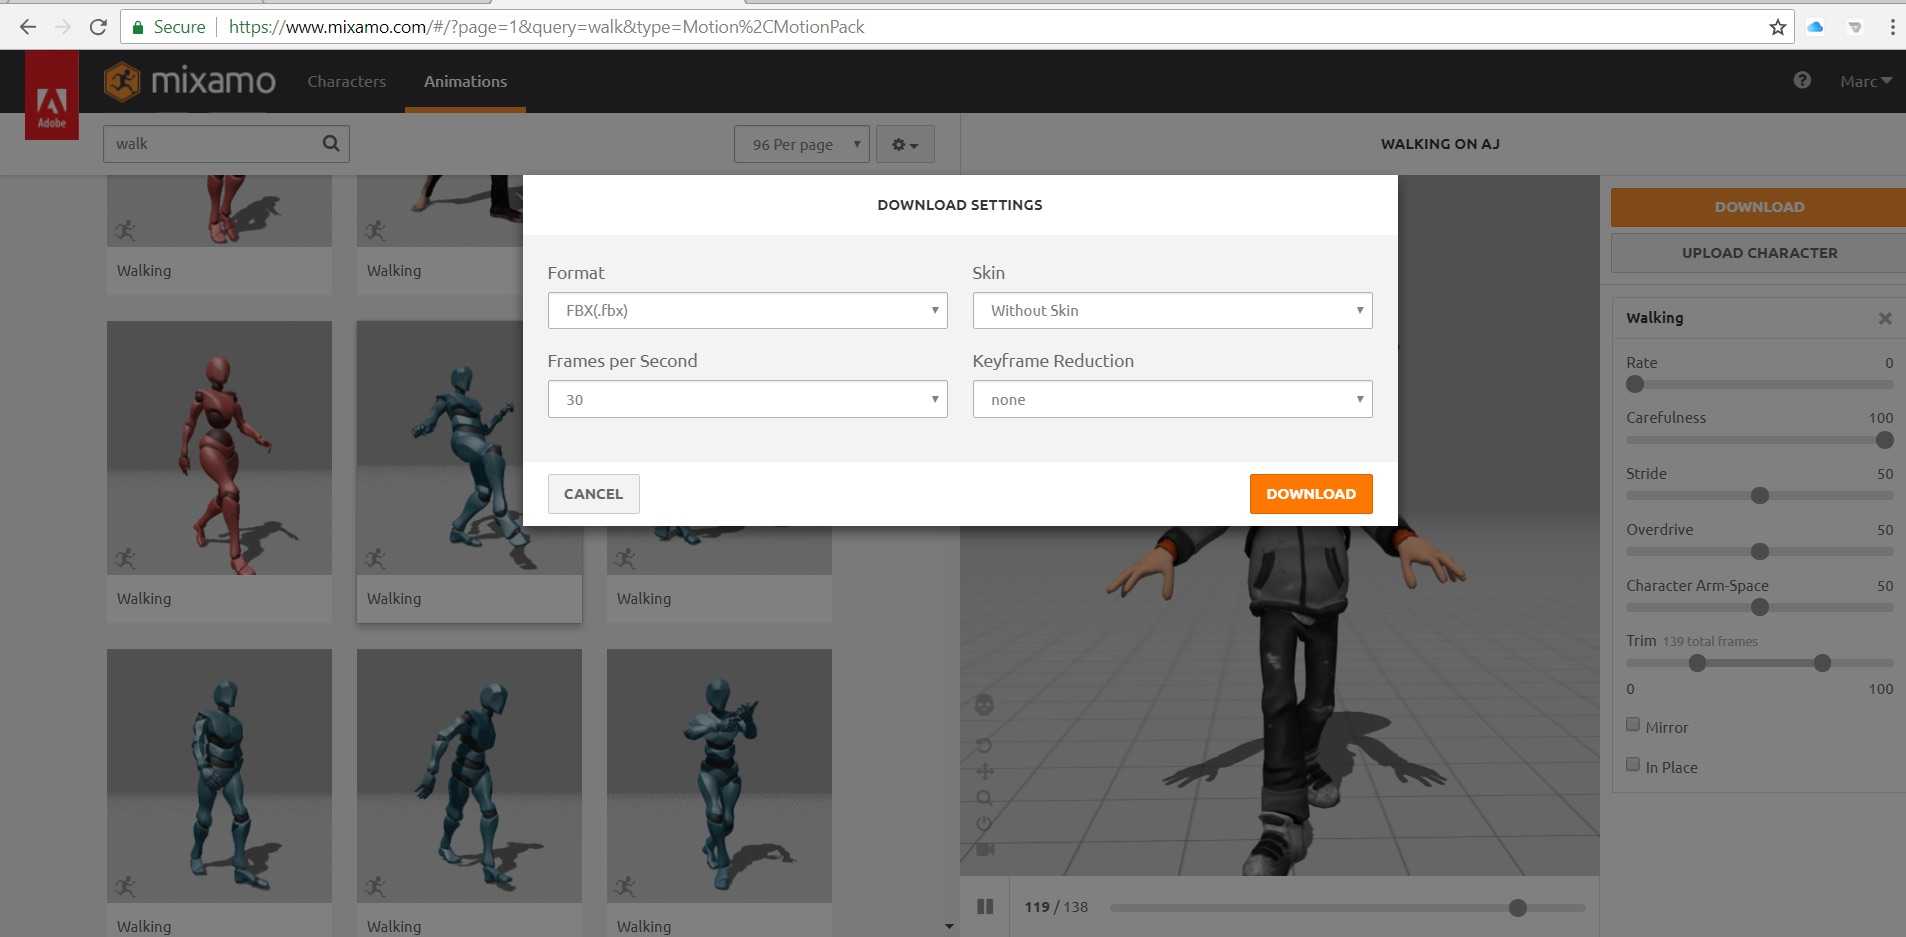 Secure https://www.mixamo.com/#/?page=1&query=walk&type=Motion%2CMotionPack
Adobe
mixamo Characters Animations Marc
walk
96 Per page
WALKING ON AJ
DOWNLOAD SETTINGS
Format Skin
FBX(.fbx) Without Skin
Frames per Second Keyframe Reduction
30 none
CANCEL DOWNLOAD
Walking Walking
Walking Walking Walking
Walking Walking Walking
119 / 138
DOWNLOAD
UPLOAD CHARACTER
Walking
Rate 0
Carefulness 100
Stride 50
Overdrive 50
Character Arm-Space 50
Trim 139 total frames
0 100
Mirror
In Place